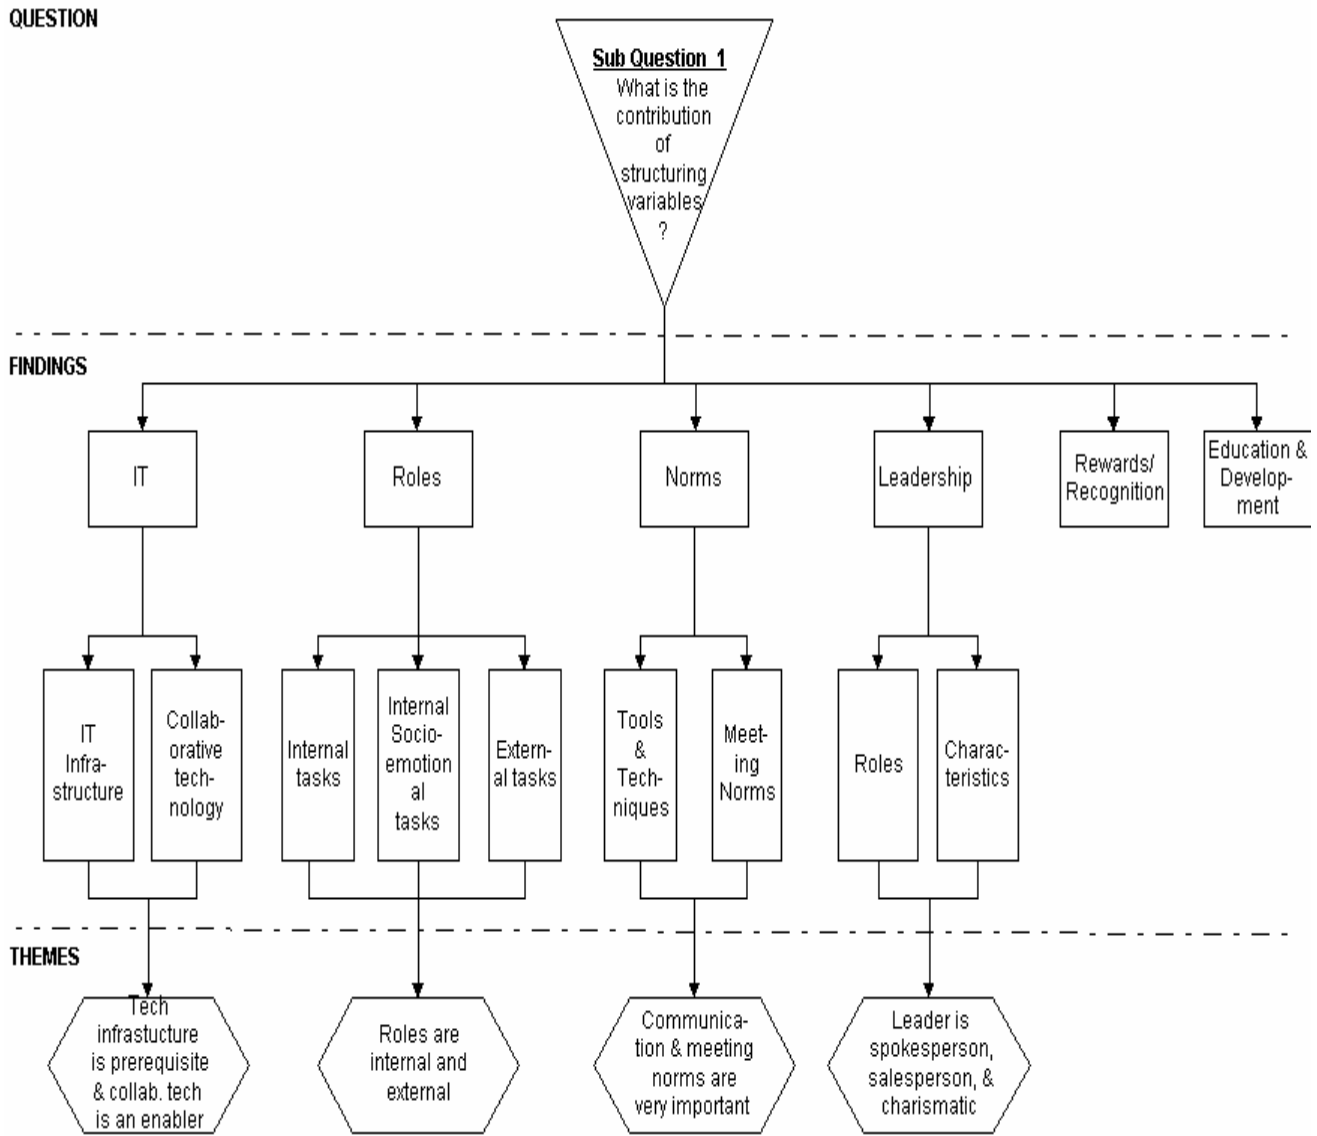 QUESTION
Sub Question 1
What is the
contribution
of
structuring
variables
?
FINDINGS
IT
Roles
Norms
Leadership
Rewards/
Recognition
Education &
Develop-
ment
IT
Infra-
structure
Collab-
orative
tech-
nology
Internal
tasks
Internal
Socio-
emotion
al
tasks
Extern-
al tasks
Tools
&
Tech-
niques
Meet-
ing
Norms
Roles
Charac-
teristics
THEMES
Tech
infrastucture
is prerequisite
& collab. tech
is an enabler
Roles are
internal and
external
Communica-
tion & meeting
norms are
very important
Leader is
spokesperson,
salesperson, &
charismatic